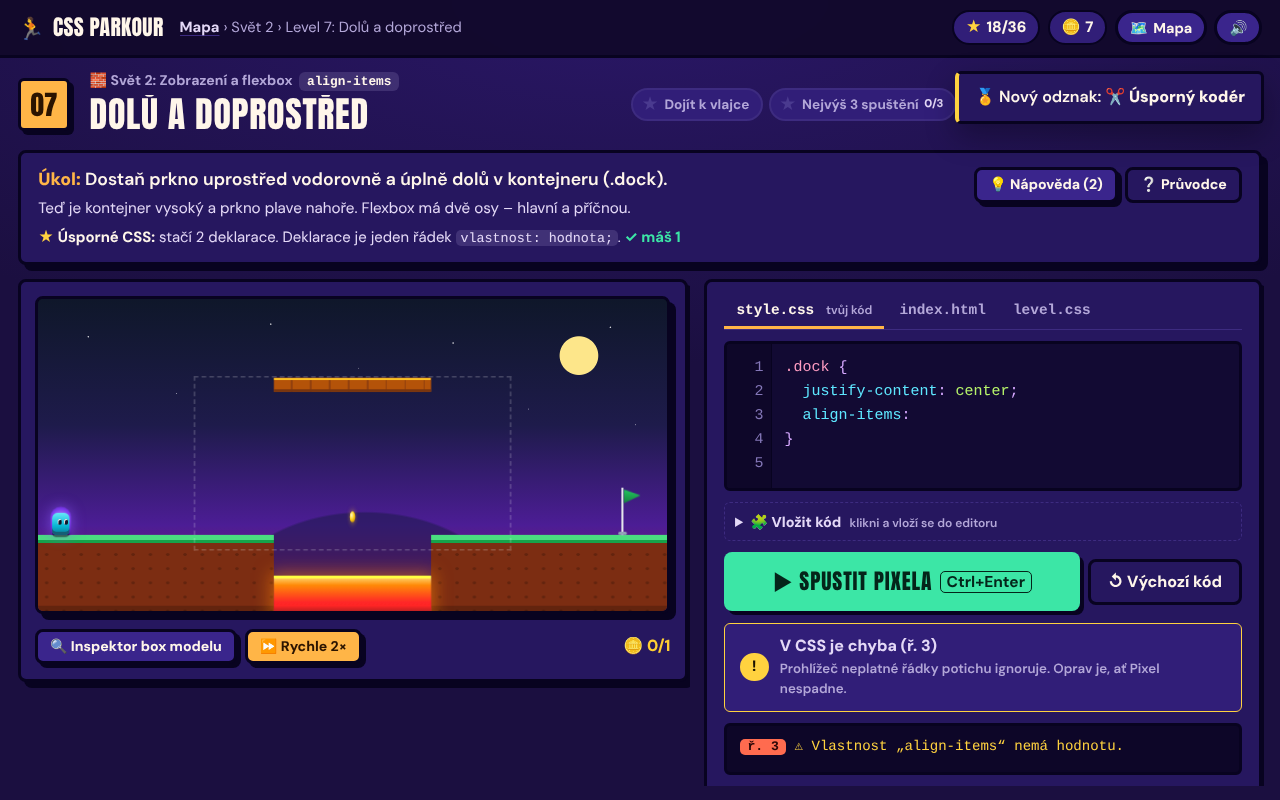 CSS PARKOUR
Mapa › Svět 2 › Level 7: Dolů a doprostřed
★ 18/36
7
Mapa
07
Svět 2: Zobrazení a flexbox align-items
DOLŮ A DOPROSTŘED
★ Dojít k vlajce
★ Nejvýš 3 spuštění 0/3
Nový odznak: Úsporný kodér
Úkol: Dostaň prkno uprostřed vodorovně a úplně dolů v kontejneru (.dock).
Teď je kontejner vysoký a prkno plave nahoře. Flexbox má dvě osy – hlavní a příčnou.
★ Úsporné CSS: stačí 2 deklarace. Deklarace je jeden řádek vlastnost: hodnota;. ✓ máš 1
Nápověda (2)
? Průvodce
style.css tvůj kód index.html level.css
1 .dock {
2 justify-content: center;
3 align-items:
4 }
5
▶ Vložit kód klikni a vloží se do editoru
▶ SPUSTIT PIXELA Ctrl+Enter
↺ Výchozí kód
Inspektor box modelu
Rychle 2×
0/1
! V CSS je chyba (ř. 3)
Prohlížeč neplatné řádky potichu ignoruje. Oprav je, ať Pixel
nespadne.
ř. 3 ⚠ Vlastnost „align-items“ nemá hodnotu.